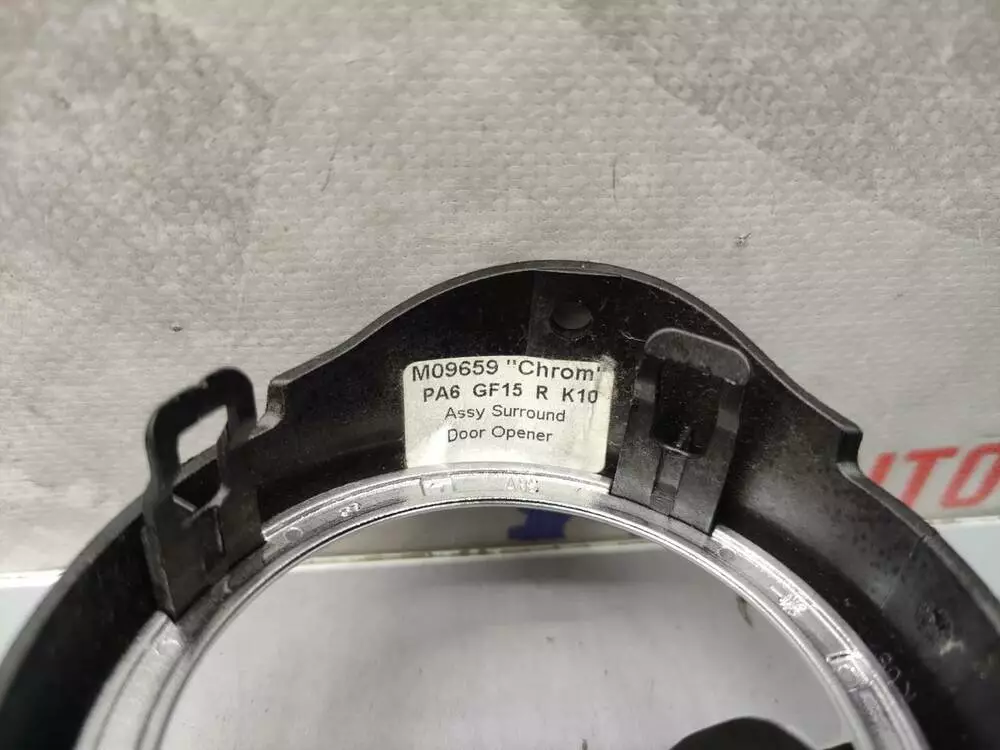 M09659 "Chrom"
PA6 GF15 R K10
Assy Surround
Door Opener